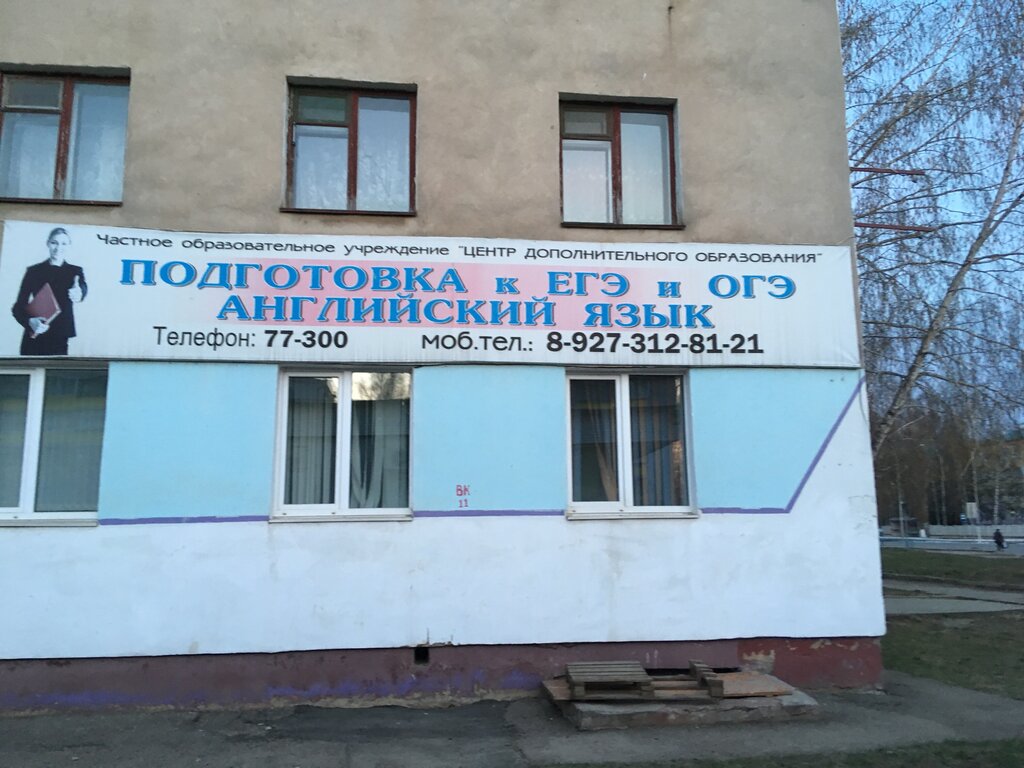 Частное образовательное учреждение "ЦЕНТР ДОПОЛНИТЕЛЬНОГО ОБРАЗОВАНИЯ"
ПОДГОТОВКА к ЕГЭ и ОГЭ
АНГЛИЙСКИЙ ЯЗЫК
Телефон: 77-300 моб.тел.: 8-927-312-81-21
ВК
11